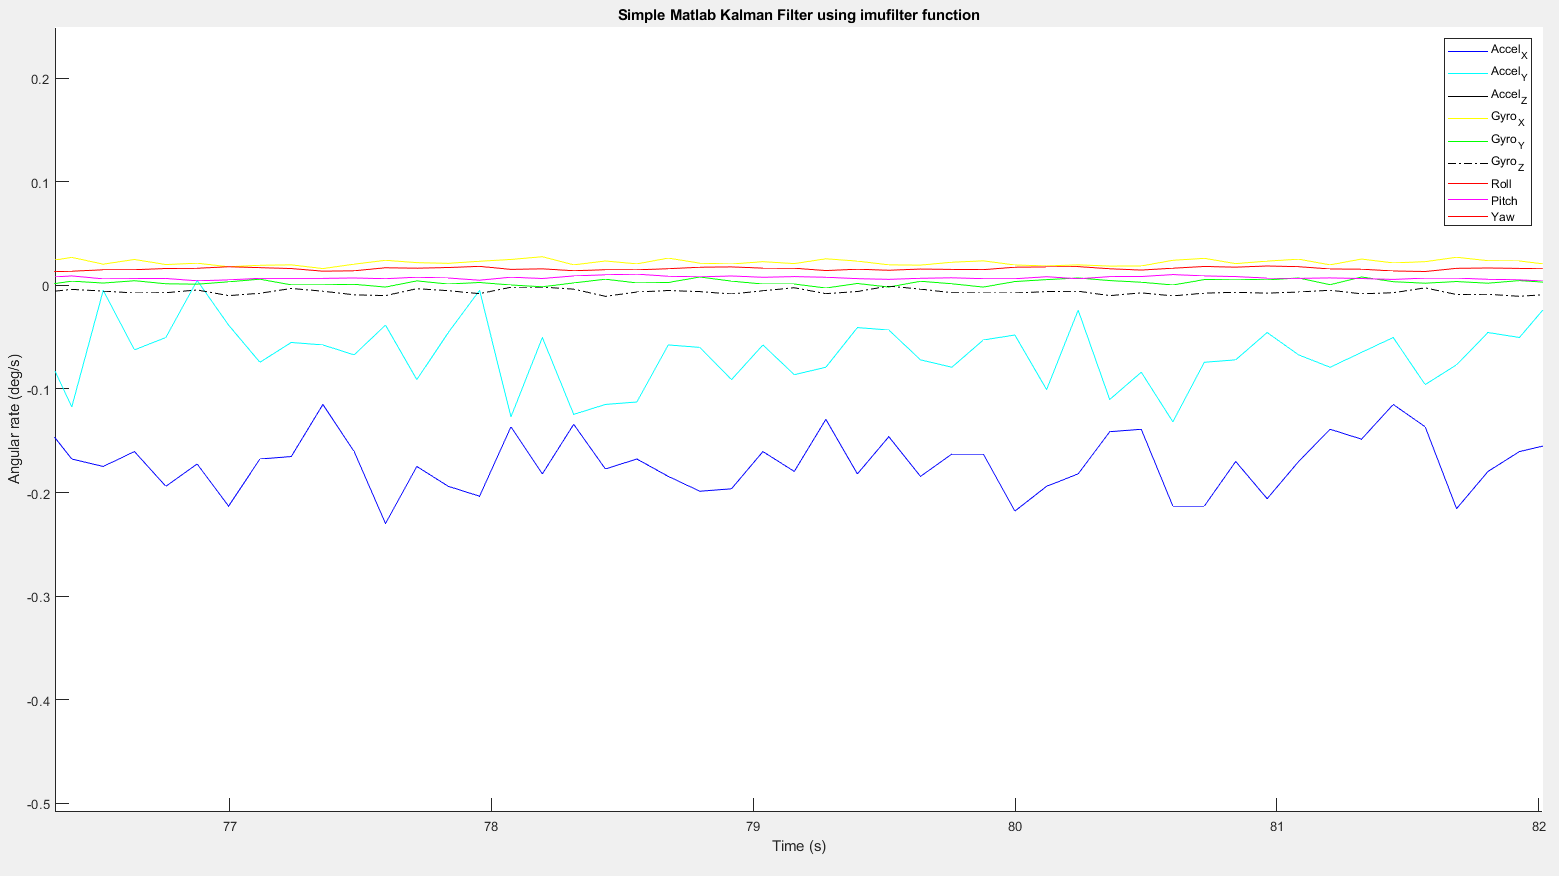 Simple Matlab Kalman Filter using imufilter function
Accel_X
Accel_Y
Accel_Z
Gyro_X
Gyro_Y
Gyro_Z
Roll
Pitch
Yaw
0.2
0.1
0
-0.1
-0.2
-0.3
-0.4
-0.5
Angular rate (deg/s)
77 78 79 80 81 82
Time (s)